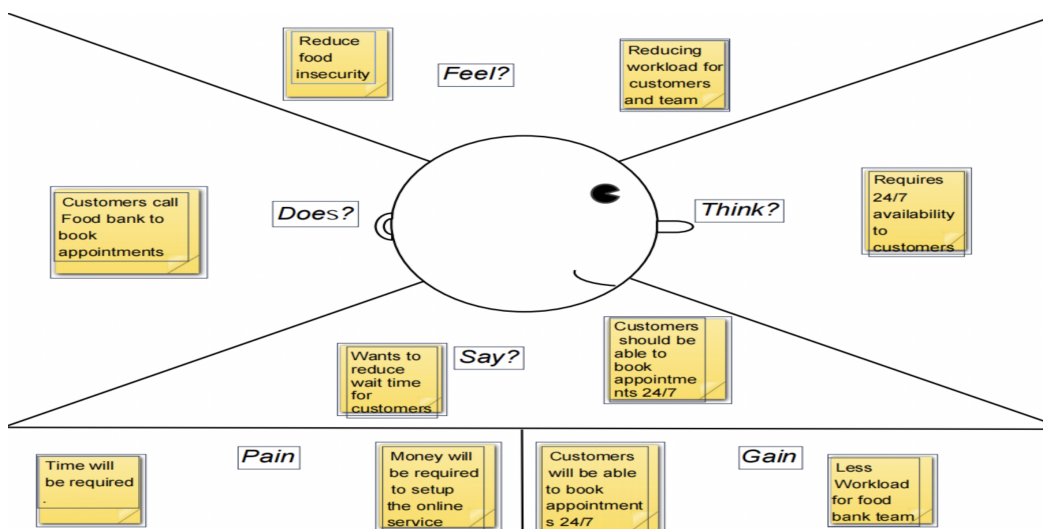 Reduce
food
insecurity
Feel?
Reducing
workload for
customers
and team
Customers call
Food bank to
book
appointments
Does?
Think?
Requires
24/7
availability
to
customers
Wants to
reduce
wait time
for
customers
Say?
Customers
should be
able to
book
appointme
nts 24/7
Time will
be required
.
Pain
Money will
be required
to setup
the online
service
Customers
will be able
to book
appointment
s 24/7
Gain
Less
Workload
for food
bank team